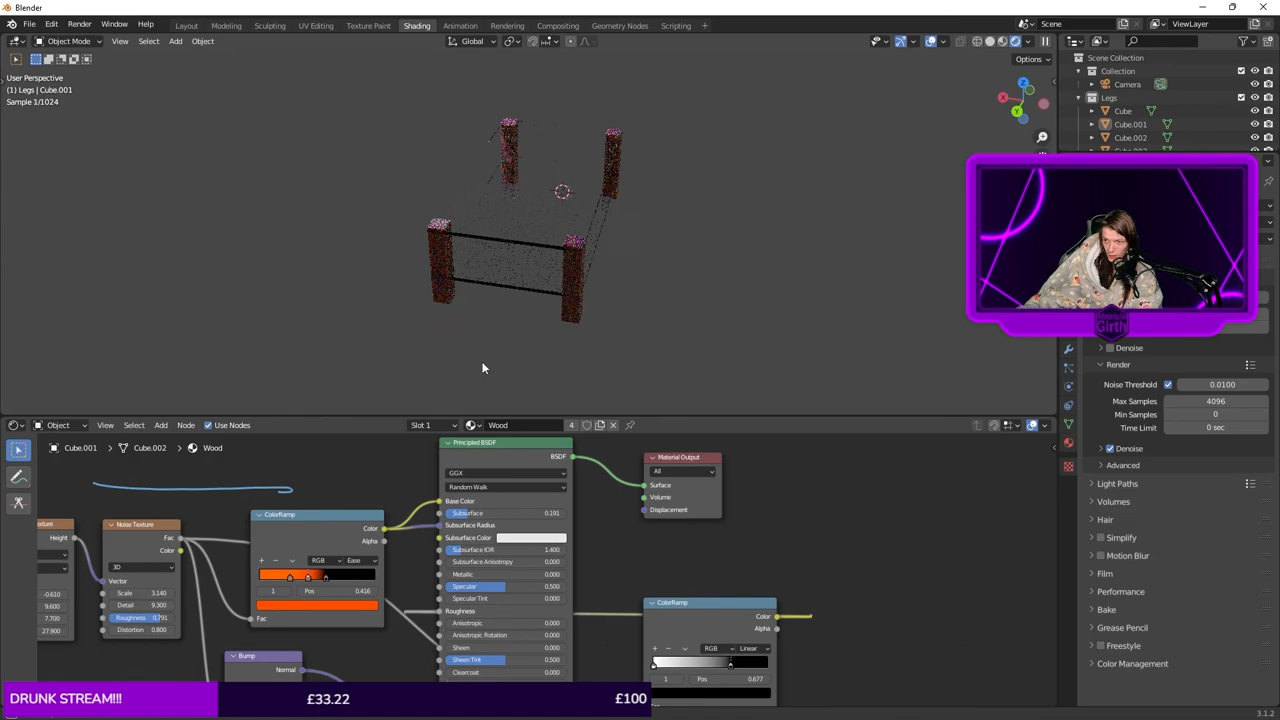 Blender
File Edit Render Window Help Layout Modeling Sculpting UV Editing Texture Paint Shading Animation Rendering Compositing Geometry Nodes Scripting + Scene ViewLayer
Object Mode View Select Add Object Global
Options
User Perspective
(1) Legs | Cube.001
Sample 1/1024
Scene Collection
Collection
Camera
Legs
Cube
Cube.001
Cube.002
X
Y
Z
Absolute
Girth
Denoise
Render
Noise Threshold 0.0100
Max Samples 4096
Min Samples 0
Time Limit 0 sec
Denoise
Advanced
Light Paths
Volumes
Hair
Simplify
Motion Blur
Film
Performance
Bake
Grease Pencil
Freestyle
Color Management
Object View Select Add Node Use Nodes Slot 1 Wood 4
Cube.001 Cube.002 Wood
exture
Height
-0.610
9.600
7.700
27.900
Noise Texture
Fac
Color
3D
Vector
Scale 3.140
Detail 9.300
Roughness 0.791
Distortion 0.800
ColorRamp
Color
Alpha
+ − RGB Ease
1 Pos 0.416
Fac
Bump
Normal
Principled BSDF
BSDF
GGX
Random Walk
Base Color
Subsurface 0.191
Subsurface Radius
Subsurface Color
Subsurface IOR 1.400
Subsurface Anisotropy 0.000
Metallic 0.000
Specular 0.500
Specular Tint 0.000
Roughness
Anisotropic 0.000
Anisotropic Rotation 0.000
Sheen 0.000
Sheen Tint 0.500
Clearcoat 0.000
Material Output
All
Surface
Volume
Displacement
ColorRamp
Color
Alpha
+ − RGB Linear
1 Pos 0.677
DRUNK STREAM!!! £33.22 £100
3.1.2